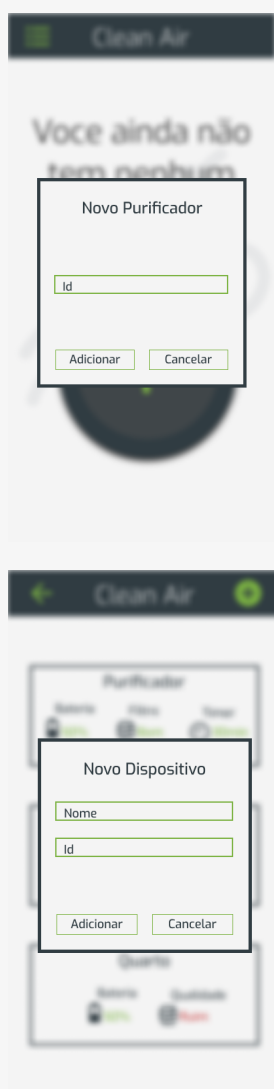 Clean Air
Voce ainda não
tem nenhum
Novo Purificador
Id
Adicionar Cancelar
Clean Air
Purificador
Bateria Filtro Timer
Novo Dispositivo
Nome
Id
Adicionar Cancelar
Quarto
Bateria Qualidade